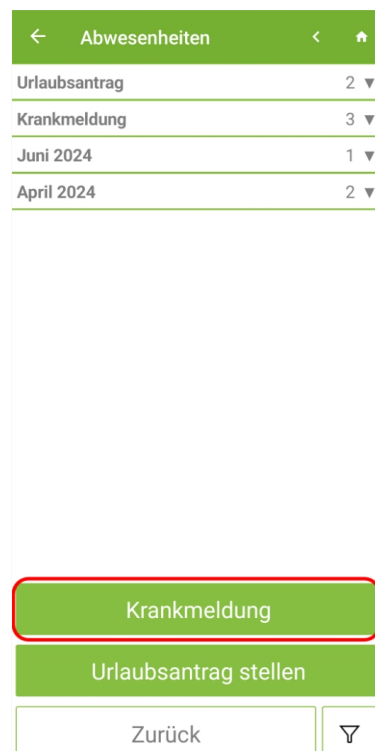 Abwesenheiten
Urlaubsantrag 2
Krankmeldung 3
Juni 2024 1
April 2024 2
Krankmeldung
Urlaubsantrag stellen
Zurück